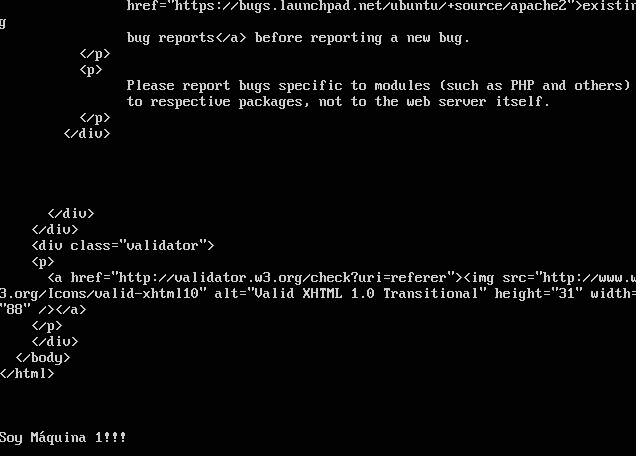 href="https://bugs.launchpad.net/ubuntu/+source/apache2">existin
g
bug reports</a> before reporting a new bug.
</p>
<p>
Please report bugs specific to modules (such as PHP and others)
to respective packages, not to the web server itself.
</p>
</div>
</div>
</div>
<div class="validator">
<p>
<a href="http://validator.w3.org/check?uri=referer"><img src="http://www.w
3.org/Icons/valid-xhtml10" alt="Valid XHTML 1.0 Transitional" height="31" width=
"88" /></a>
</p>
</div>
</body>
</html>
Soy Máquina 1!!!